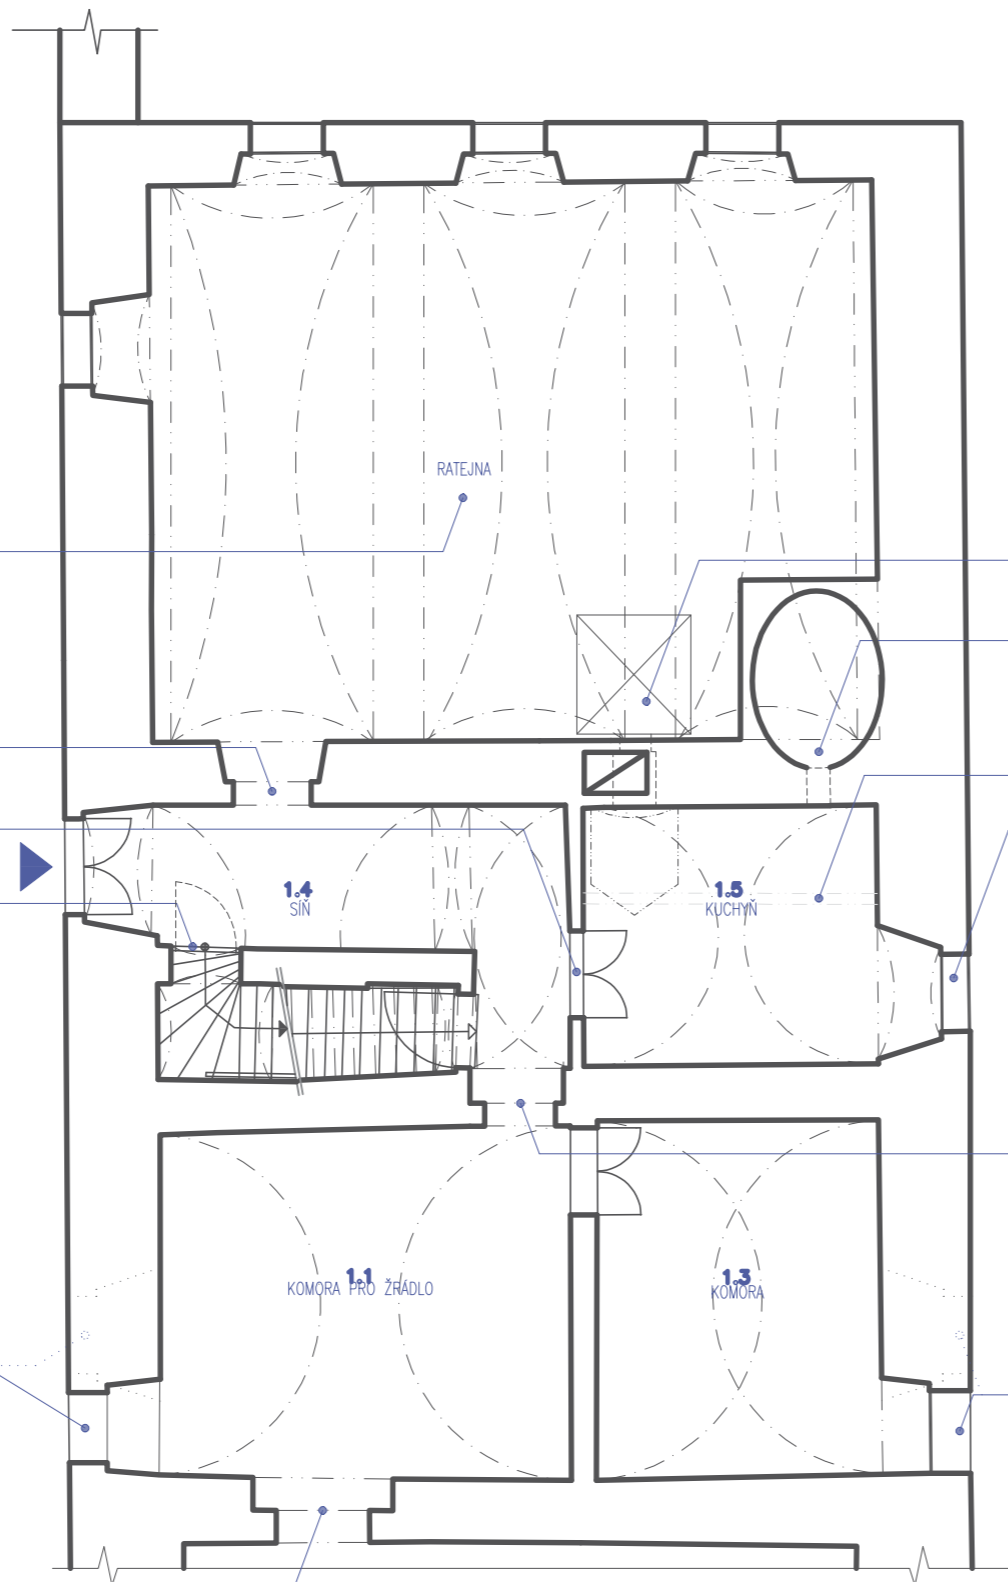 RATEJNA
1.4
SÍŇ
1.5
KUCHYŇ
1.1
KOMORA PRO ŽRÁDLO
1.3
KOMORA